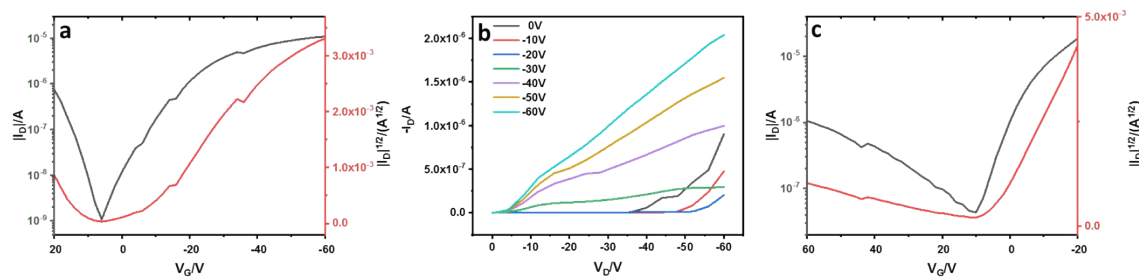 a
10⁻⁵
10⁻⁶
10⁻⁷
10⁻⁸
10⁻⁹
|I_D|/A
20
0
-20
-40
-60
V_G/V
3.0x10⁻³
2.0x10⁻³
1.0x10⁻³
0.0
|I_D|^1/2/(A^1/2)
b
2.0x10⁻⁶
1.5x10⁻⁶
1.0x10⁻⁶
5.0x10⁻⁷
0.0
-I_D/A
0V
-10V
-20V
-30V
-40V
-50V
-60V
0
-10
-20
-30
-40
-50
-60
V_D/V
c
10⁻⁵
10⁻⁶
10⁻⁷
|I_D|/A
60
40
20
0
-20
V_G/V
5.0x10⁻³
0.0
|I_D|^1/2/(A^1/2)